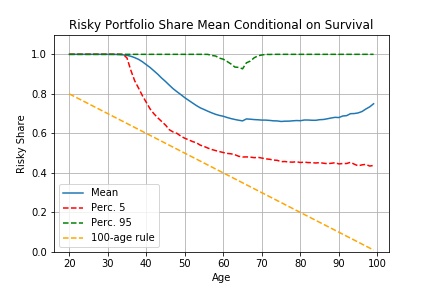 Risky Portfolio Share Mean Conditional on Survival
1.0
0.8
0.6
0.4
0.2
0.0
Risky Share
Mean
Perc. 5
Perc. 95
100-age rule
20 30 40 50 60 70 80 90 100
Age